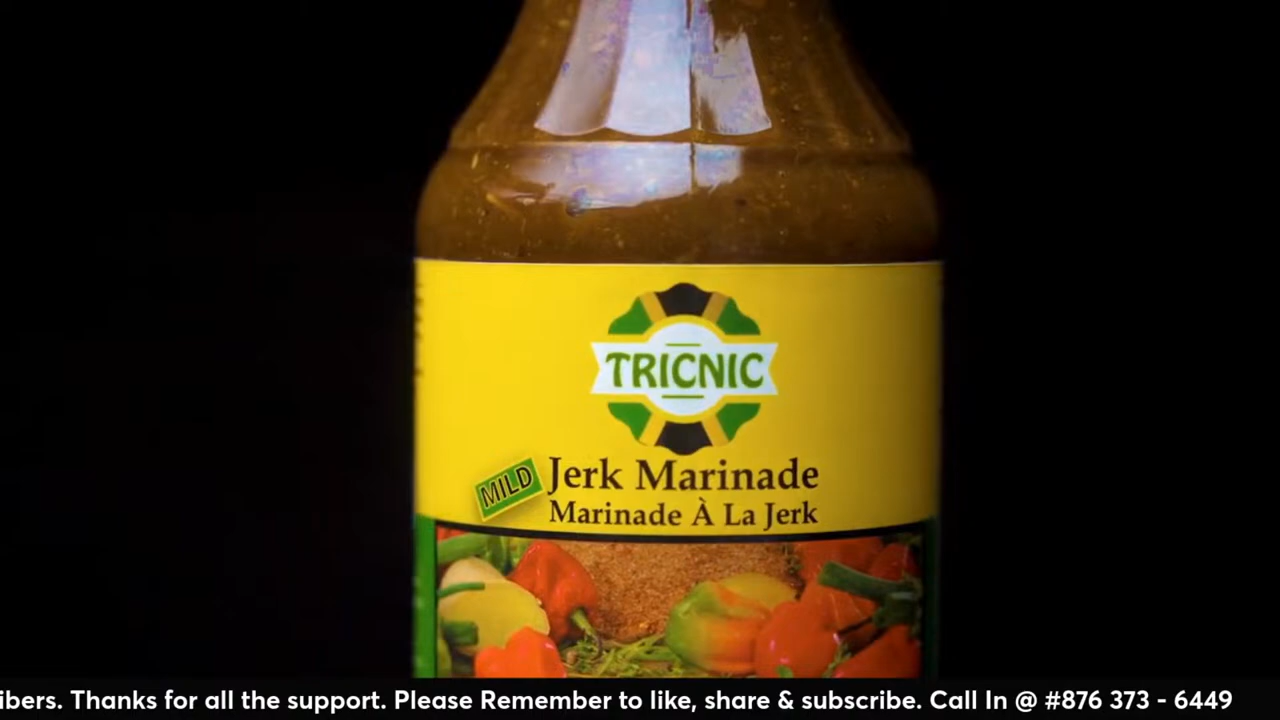 TRICNIC
MILD
Jerk Marinade
Marinade À La Jerk
ibers. Thanks for all the support. Please Remember to like, share & subscribe. Call In @ #876 373 - 6449